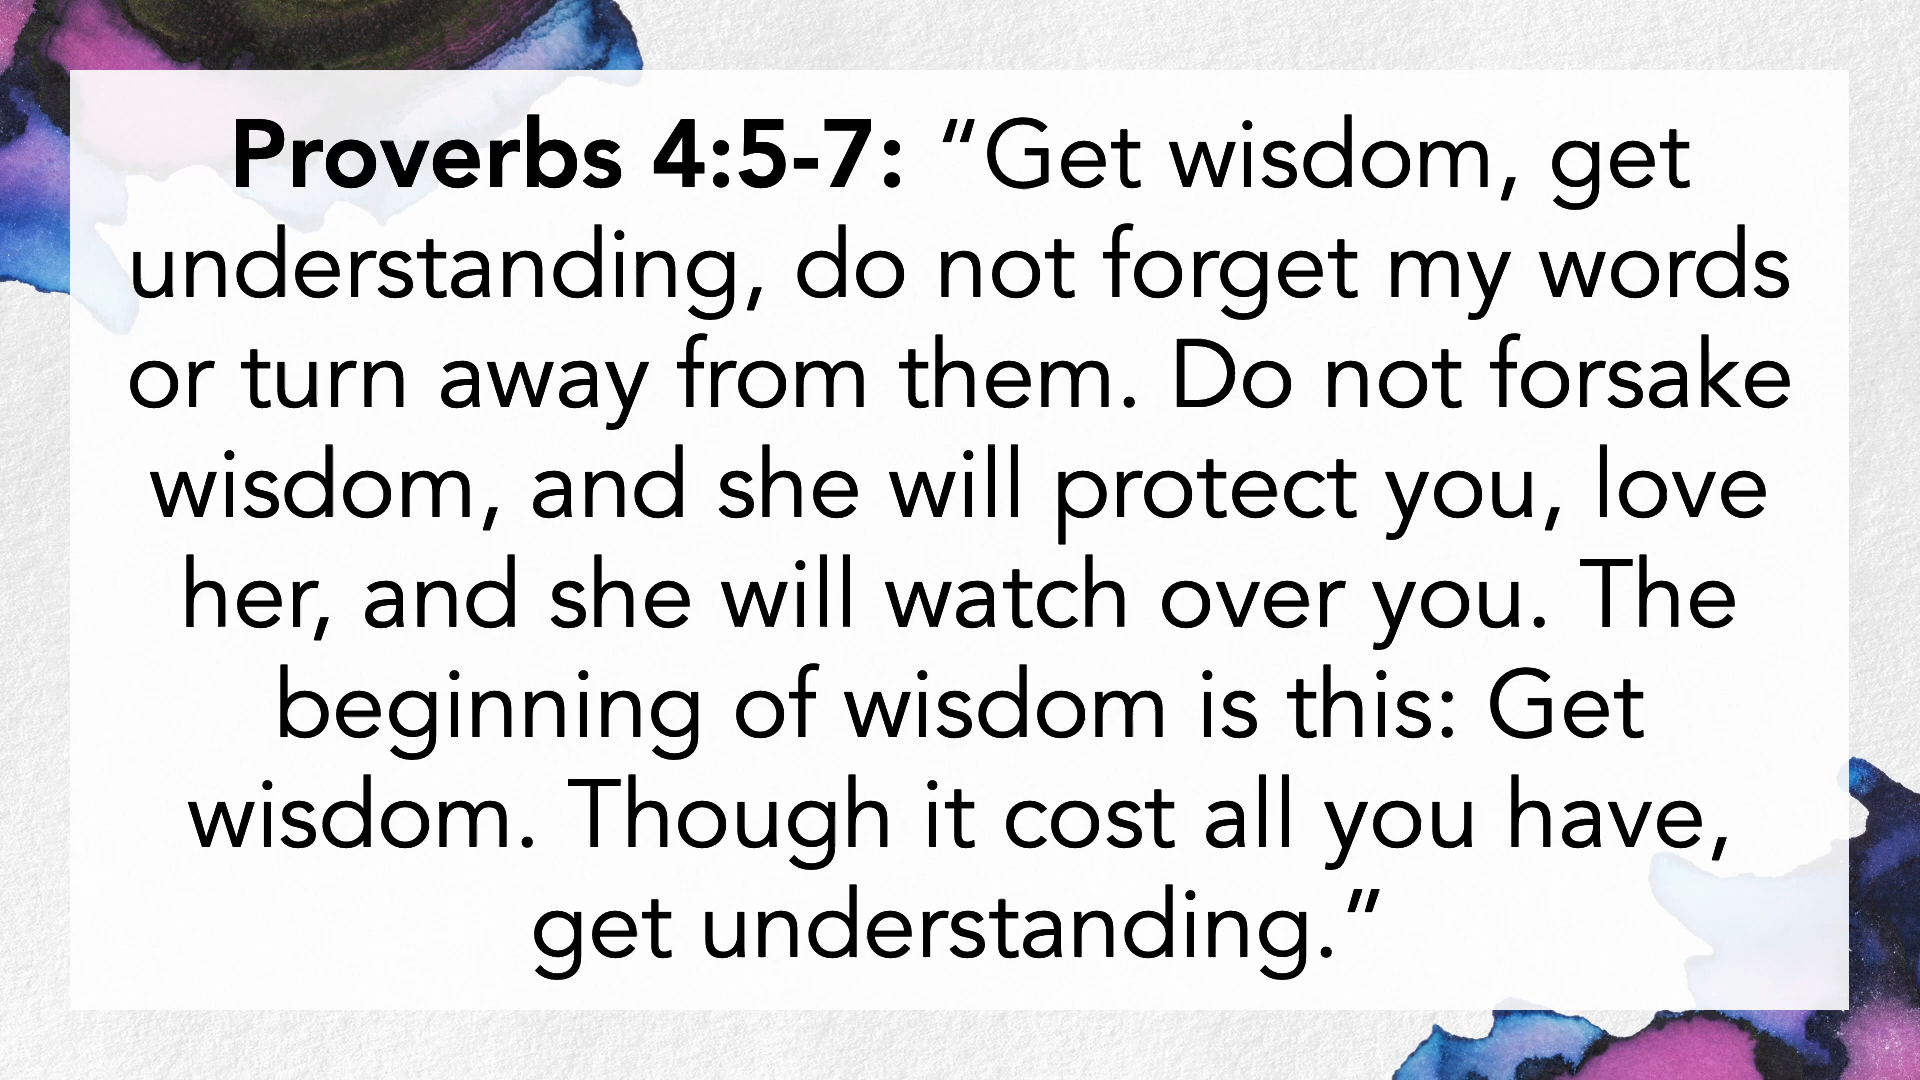 Proverbs 4:5-7: “Get wisdom, get
understanding, do not forget my words
or turn away from them. Do not forsake
wisdom, and she will protect you, love
her, and she will watch over you. The
beginning of wisdom is this: Get
wisdom. Though it cost all you have,
get understanding.”